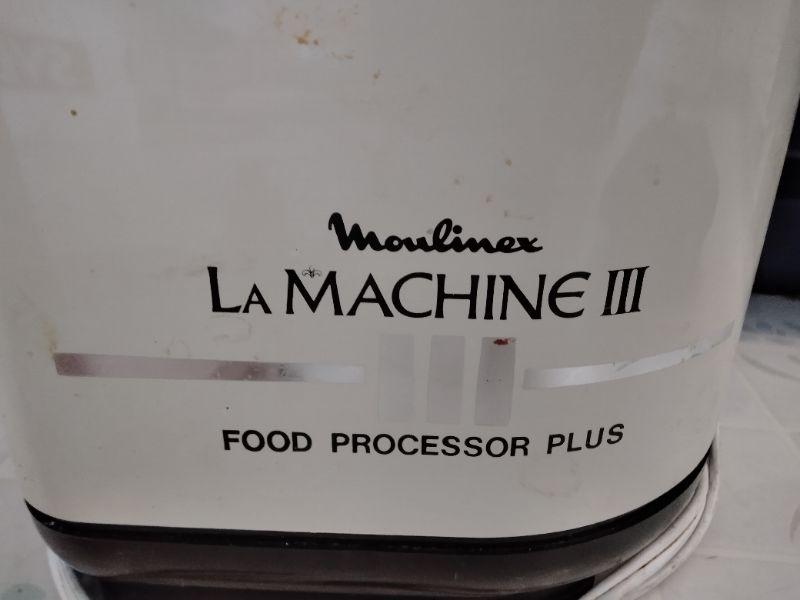 Moulinex
LA MACHINE III
FOOD PROCESSOR PLUS